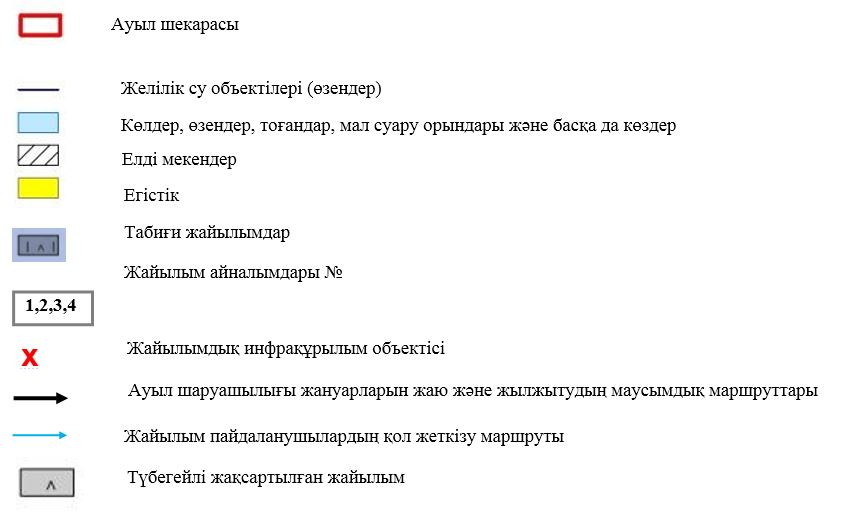 Ауыл шекарасы
Желілік су объектілері (өзендер)
Көлдер, өзендер, тоғандар, мал суару орындары және басқа да көздер
Елді мекендер
Егістік
Табиғи жайылымдар
Жайылым айналымдары №
1,2,3,4
Жайылымдық инфрақұрылым объектісі
X
Ауыл шаруашылығы жануарларын жаю және жылжытудың маусымдық маршруттары
Жайылым пайдаланушылардың қол жеткізу маршруты
Түбегейлі жақсартылған жайылым